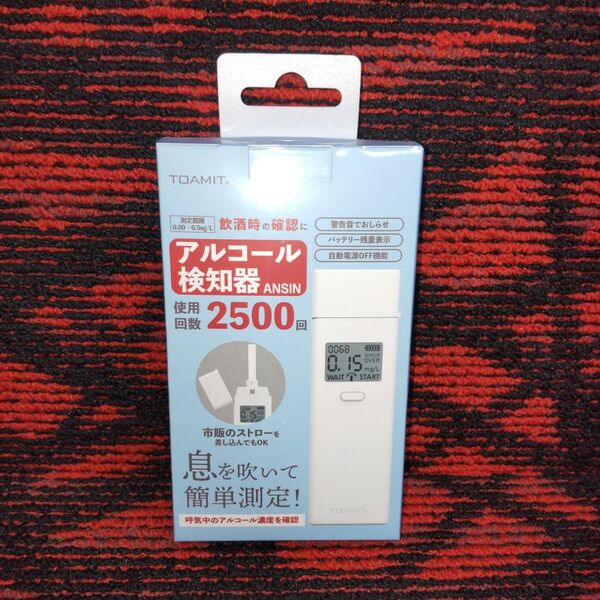 TOAMIT®
測定範囲
0.00〜0.5mg/L
飲酒時の確認に
アルコール
検知器 ANSIN
使用
回数 2500回
警告音でおしらせ
バッテリー残量表示
自動電源OFF機能
0068
SENSOR
OVER
0.15 mg/L
WAIT START
0.15
市販のストローを
差し込んでもOK
息を吹いて
簡単測定!
呼気中のアルコール濃度を確認
TOAMIT.